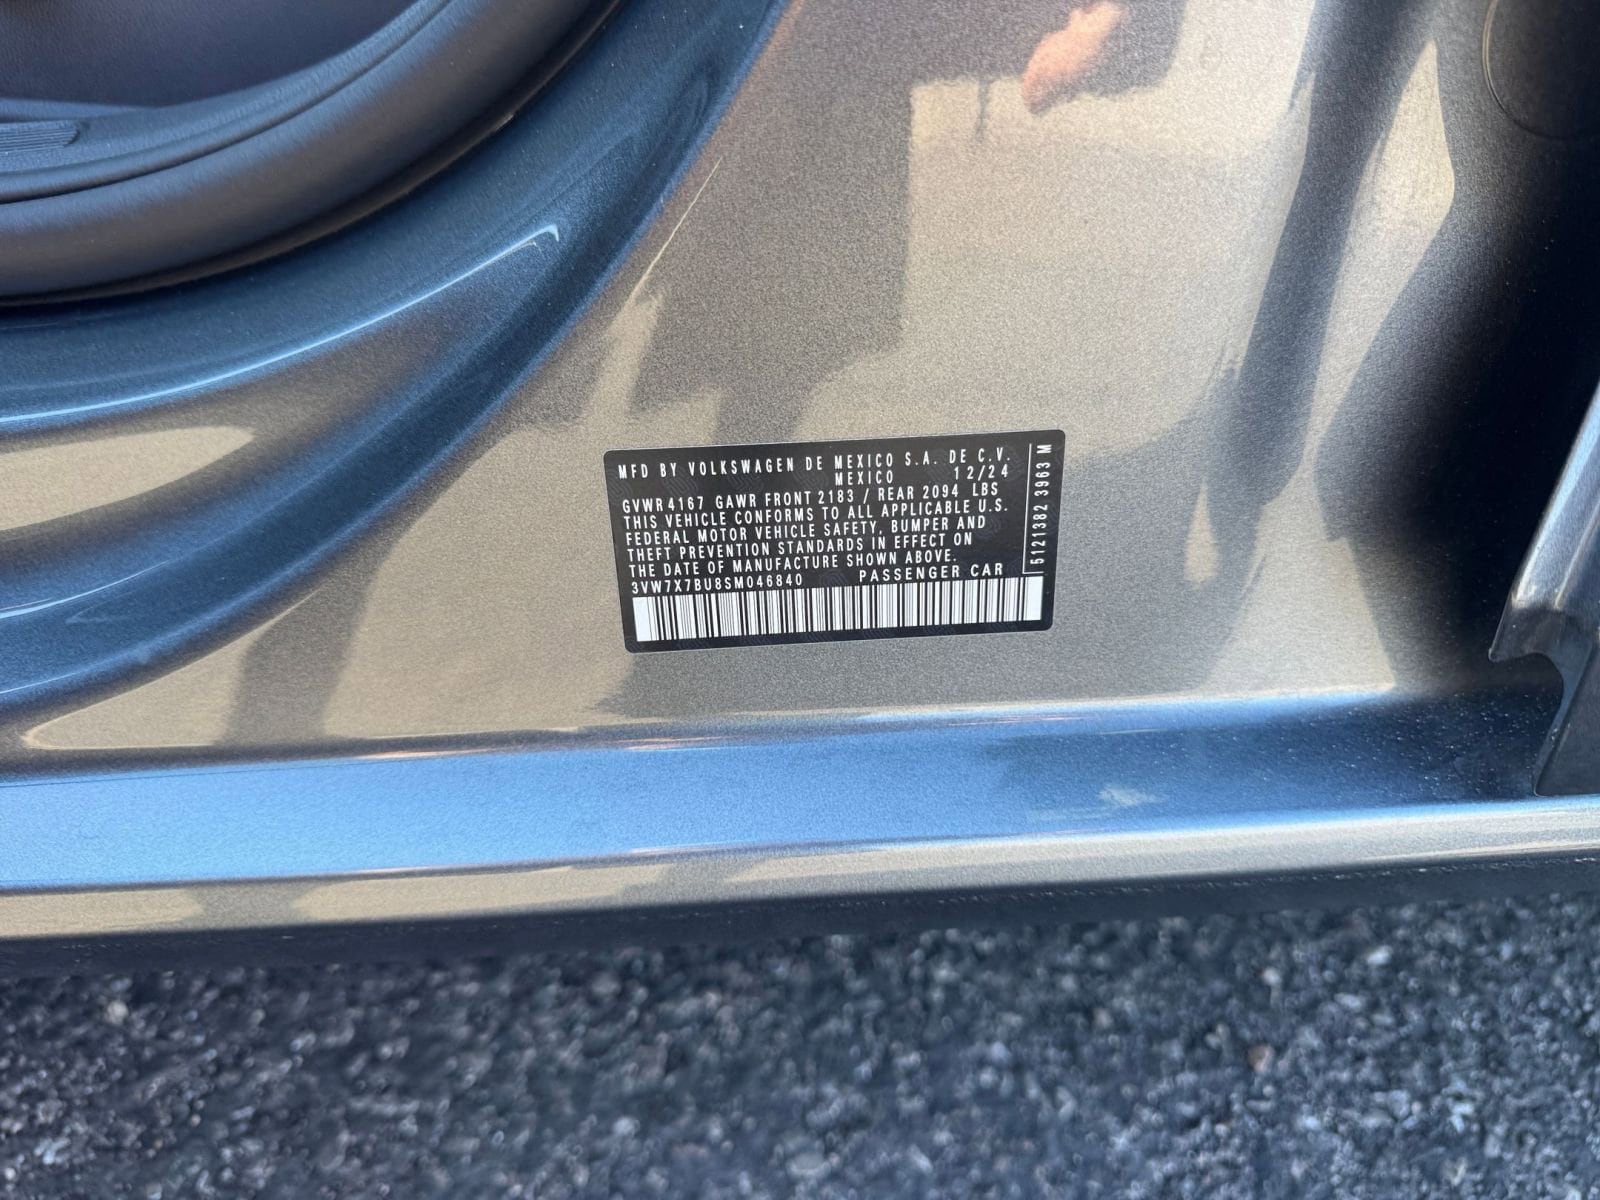 MFD BY VOLKSWAGEN DE MEXICO S.A. DE C.V.
MEXICO 12/24
GVWR 4167 GAWR FRONT 2183 / REAR 2094 LBS
THIS VEHICLE CONFORMS TO ALL APPLICABLE U.S.
FEDERAL MOTOR VEHICLE SAFETY, BUMPER AND
THEFT PREVENTION STANDARDS IN EFFECT ON
THE DATE OF MANUFACTURE SHOWN ABOVE.
3VW7X7BU8SM046840 PASSENGER CAR
5121382 3963 M